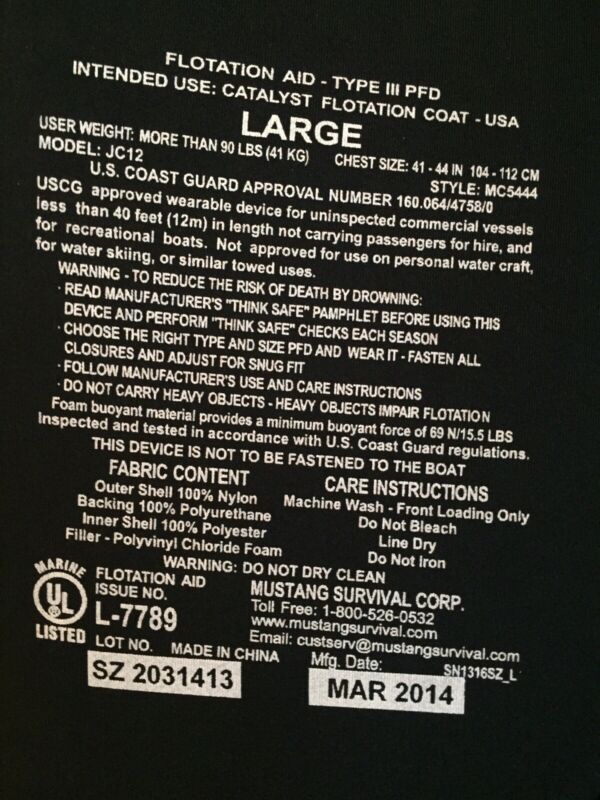 FLOTATION AID - TYPE III PFD
INTENDED USE: CATALYST FLOTATION COAT - USA
LARGE
USER WEIGHT: MORE THAN 90 LBS (41 KG) CHEST SIZE: 41 - 44 IN 104 - 112 CM
MODEL: JC12 STYLE: MC5444
U.S. COAST GUARD APPROVAL NUMBER 160.064/4758/0
USCG approved wearable device for uninspected commercial vessels
less than 40 feet (12m) in length not carrying passengers for hire, and
for recreational boats. Not approved for use on personal water craft,
for water skiing, or similar towed uses.
WARNING - TO REDUCE THE RISK OF DEATH BY DROWNING:
· READ MANUFACTURER'S "THINK SAFE" PAMPHLET BEFORE USING THIS
DEVICE AND PERFORM "THINK SAFE" CHECKS EACH SEASON
· CHOOSE THE RIGHT TYPE AND SIZE PFD AND WEAR IT - FASTEN ALL
CLOSURES AND ADJUST FOR SNUG FIT
· FOLLOW MANUFACTURER'S USE AND CARE INSTRUCTIONS
· DO NOT CARRY HEAVY OBJECTS - HEAVY OBJECTS IMPAIR FLOTATION
Foam buoyant material provides a minimum buoyant force of 69 N/15.5 LBS
Inspected and tested in accordance with U.S. Coast Guard regulations.
THIS DEVICE IS NOT TO BE FASTENED TO THE BOAT
FABRIC CONTENT
Outer Shell 100% Nylon
Backing 100% Polyurethane
Inner Shell 100% Polyester
Filler - Polyvinyl Chloride Foam
CARE INSTRUCTIONS
Machine Wash - Front Loading Only
Do Not Bleach
Line Dry
Do Not Iron
WARNING: DO NOT DRY CLEAN
MARINE
UL
LISTED
FLOTATION AID
ISSUE NO.
L-7789
LOT NO. MADE IN CHINA
SZ 2031413
MUSTANG SURVIVAL CORP.
Toll Free: 1-800-526-0532
www.mustangsurvival.com
Email: custserv@mustangsurvival.com
Mfg. Date: SN1316SZ_L
MAR 2014